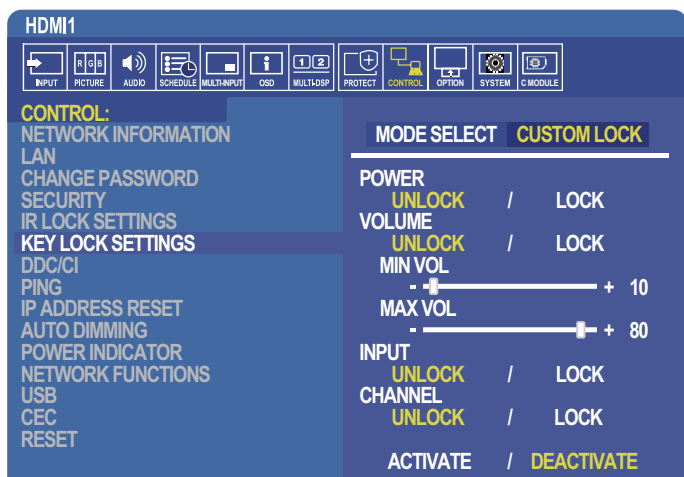 HDMI1
INPUT PICTURE AUDIO SCHEDULE MULTI-INPUT OSD MULTI-DSP PROTECT CONTROL OPTION SYSTEM C MODULE
R G B
1 2
CONTROL:
NETWORK INFORMATION
LAN
CHANGE PASSWORD
SECURITY
IR LOCK SETTINGS
KEY LOCK SETTINGS
DDC/CI
PING
IP ADDRESS RESET
AUTO DIMMING
POWER INDICATOR
NETWORK FUNCTIONS
USB
CEC
RESET
MODE SELECT CUSTOM LOCK
POWER
UNLOCK / LOCK
VOLUME
UNLOCK / LOCK
MIN VOL
- + 10
MAX VOL
- + 80
INPUT
UNLOCK / LOCK
CHANNEL
UNLOCK / LOCK
ACTIVATE / DEACTIVATE